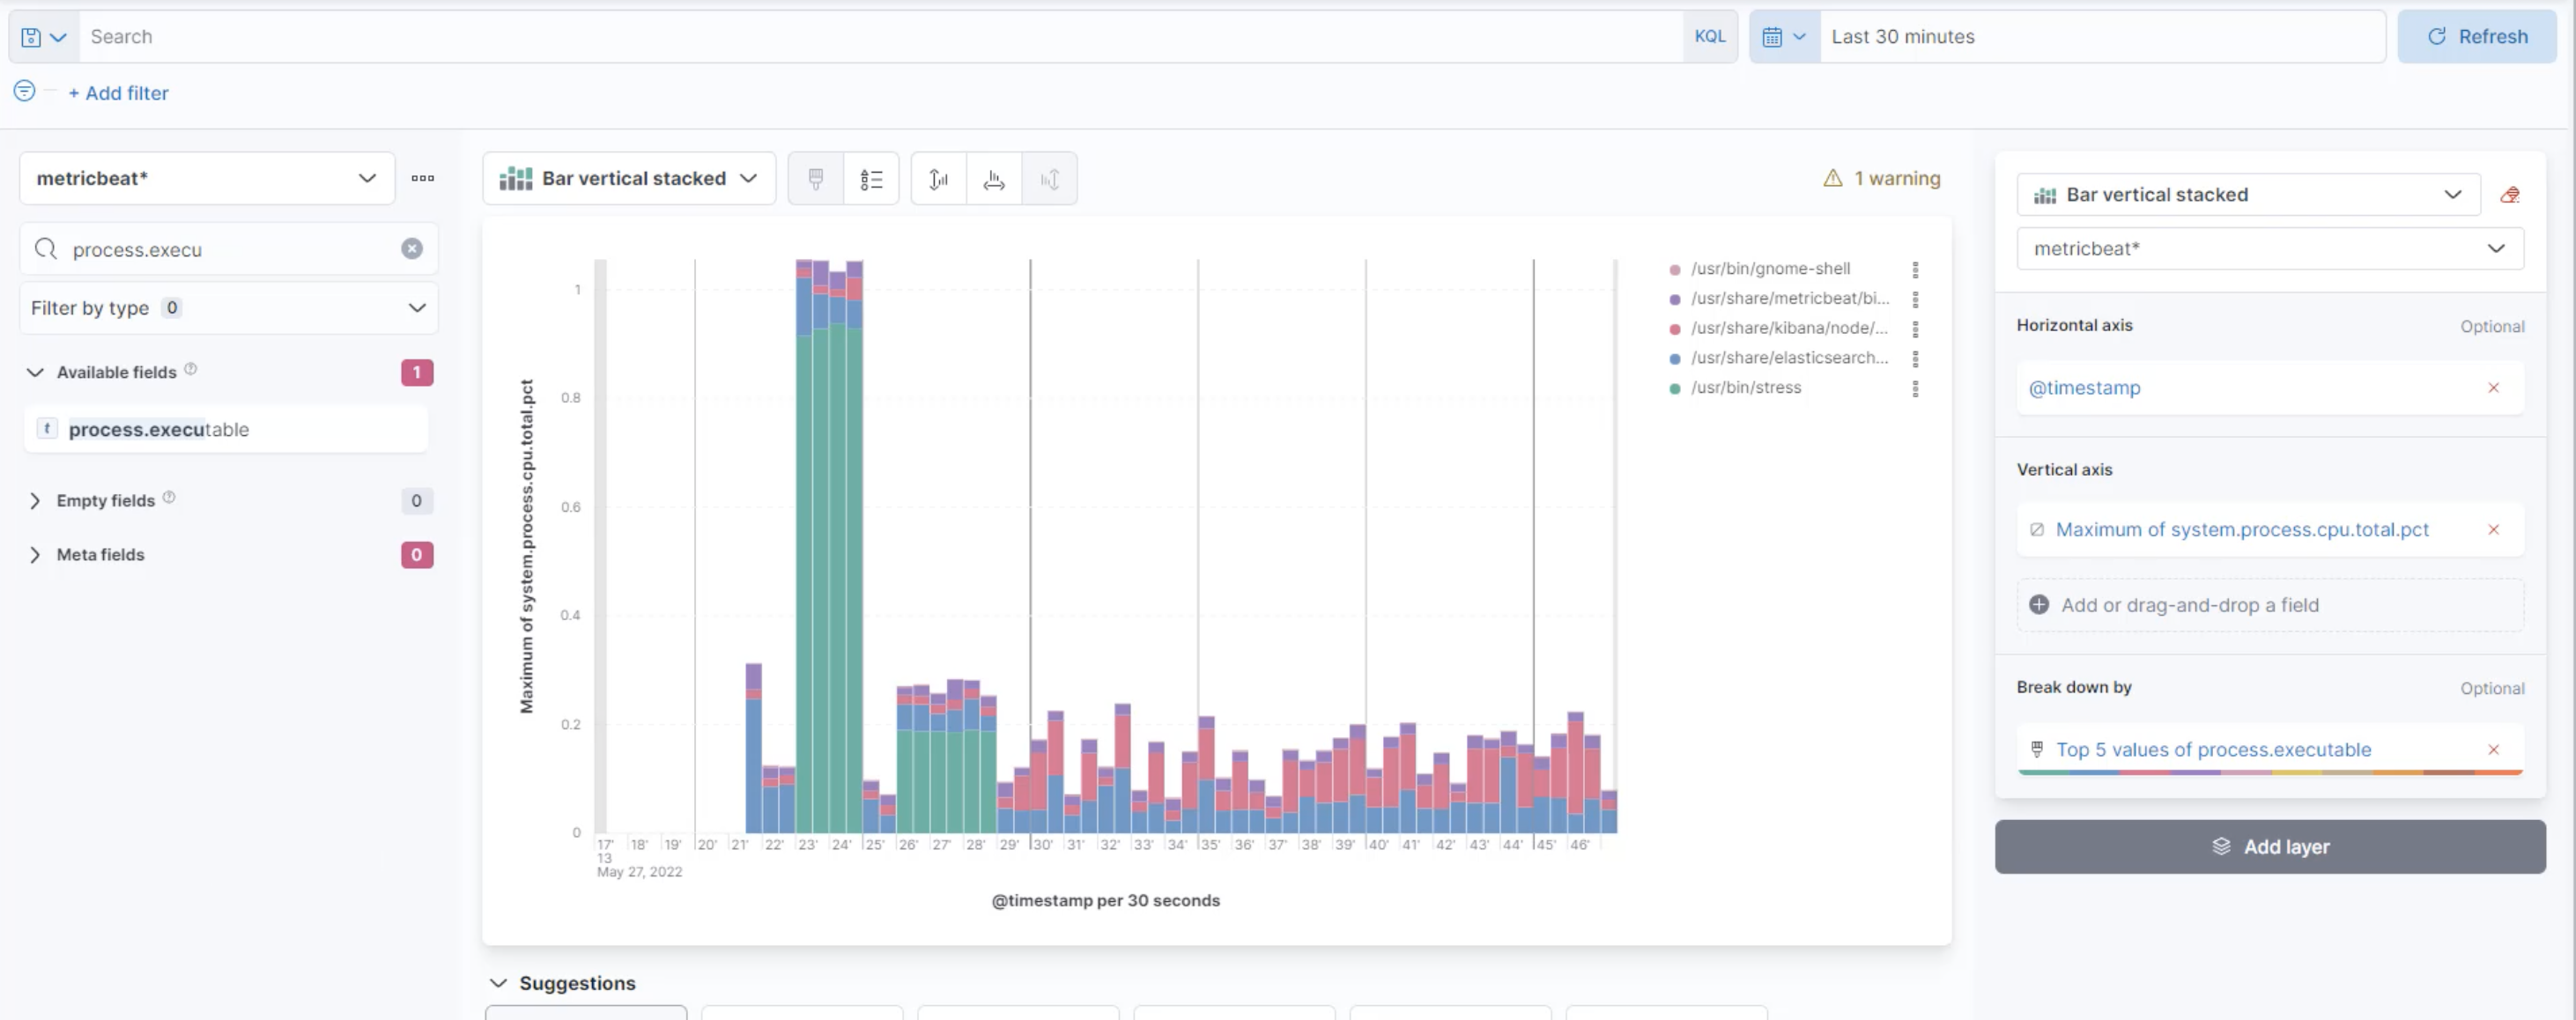 Search
KQL
Last 30 minutes
Refresh
+ Add filter
metricbeat*
process.execu
Filter by type 0
Available fields 1
t process.executable
Empty fields 0
Meta fields 0
Bar vertical stacked
1 warning
Maximum of system.process.cpu.total.pct
1
0.8
0.6
0.4
0.2
0
17' 18' 19' 20' 21' 22' 23' 24' 25' 26' 27' 28' 29' 30' 31' 32' 33' 34' 35' 36' 37' 38' 39' 40' 41' 42' 43' 44' 45' 46'
13
May 27, 2022
@timestamp per 30 seconds
/usr/bin/gnome-shell
/usr/share/metricbeat/bi...
/usr/share/kibana/node/...
/usr/share/elasticsearch...
/usr/bin/stress
Suggestions
Bar vertical stacked
metricbeat*
Horizontal axis Optional
@timestamp
Vertical axis
Maximum of system.process.cpu.total.pct
Add or drag-and-drop a field
Break down by Optional
Top 5 values of process.executable
Add layer